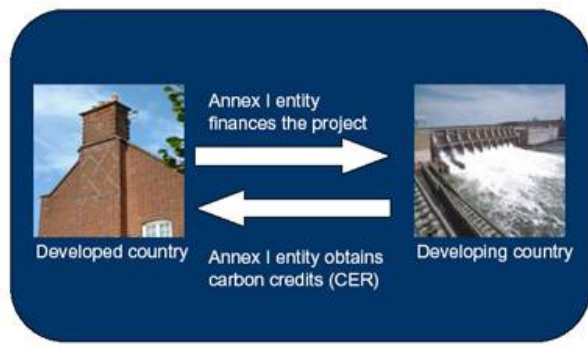 Annex I entity
finances the project
Developed country
Developing country
Annex I entity obtains
carbon credits (CER)